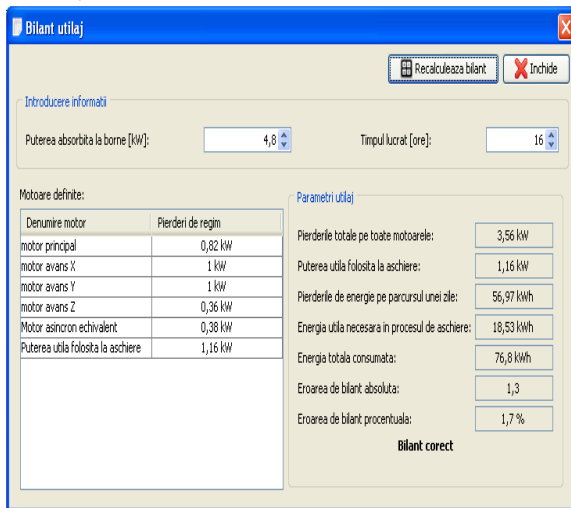 Bilant utilaj
Recalculeaza bilant Inchide
Introducere informatii
Puterea absorbita la borne [kW]: 4,8 Timpul lucrat [ore]: 16
Motoare definite:
Denumire motor Pierderi de regim
motor principal 0,82 kW
motor avans X 1 kW
motor avans Y 1 kW
motor avans Z 0,36 kW
Motor asincron echivalent 0,38 kW
Puterea utila folosita la aschiere 1,16 kW
Parametri utilaj
Pierderile totale pe toate motoarele: 3,56 kW
Puterea utila folosita la aschiere: 1,16 kW
Pierderile de energie pe parcursul unei zile: 56,97 kWh
Energia utila necesara in procesul de aschiere: 18,53 kWh
Energia totala consumata: 76,8 kWh
Eroarea de bilant absoluta: 1,3
Eroarea de bilant procentuala: 1,7 %
Bilant corect